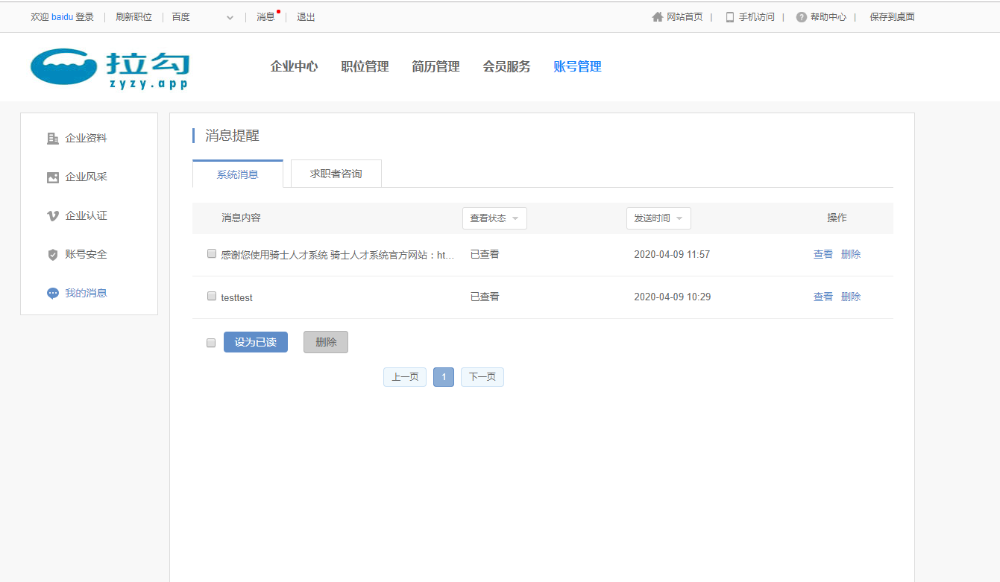 欢迎 baidu 登录 刷新职位 百度 消息 退出 网站首页 | 手机访问 | 帮助中心 | 保存到桌面
拉勾
zyzy.app
企业中心 职位管理 简历管理 会员服务 账号管理
企业资料
企业风采
企业认证
账号安全
我的消息
消息提醒
系统消息 求职者咨询
消息内容 查看状态 发送时间 操作
感谢您使用骑士人才系统 骑士人才系统官方网站：ht... 已查看 2020-04-09 11:57 查看 删除
testtest 已查看 2020-04-09 10:29 查看 删除
设为已读 删除
上一页 1 下一页